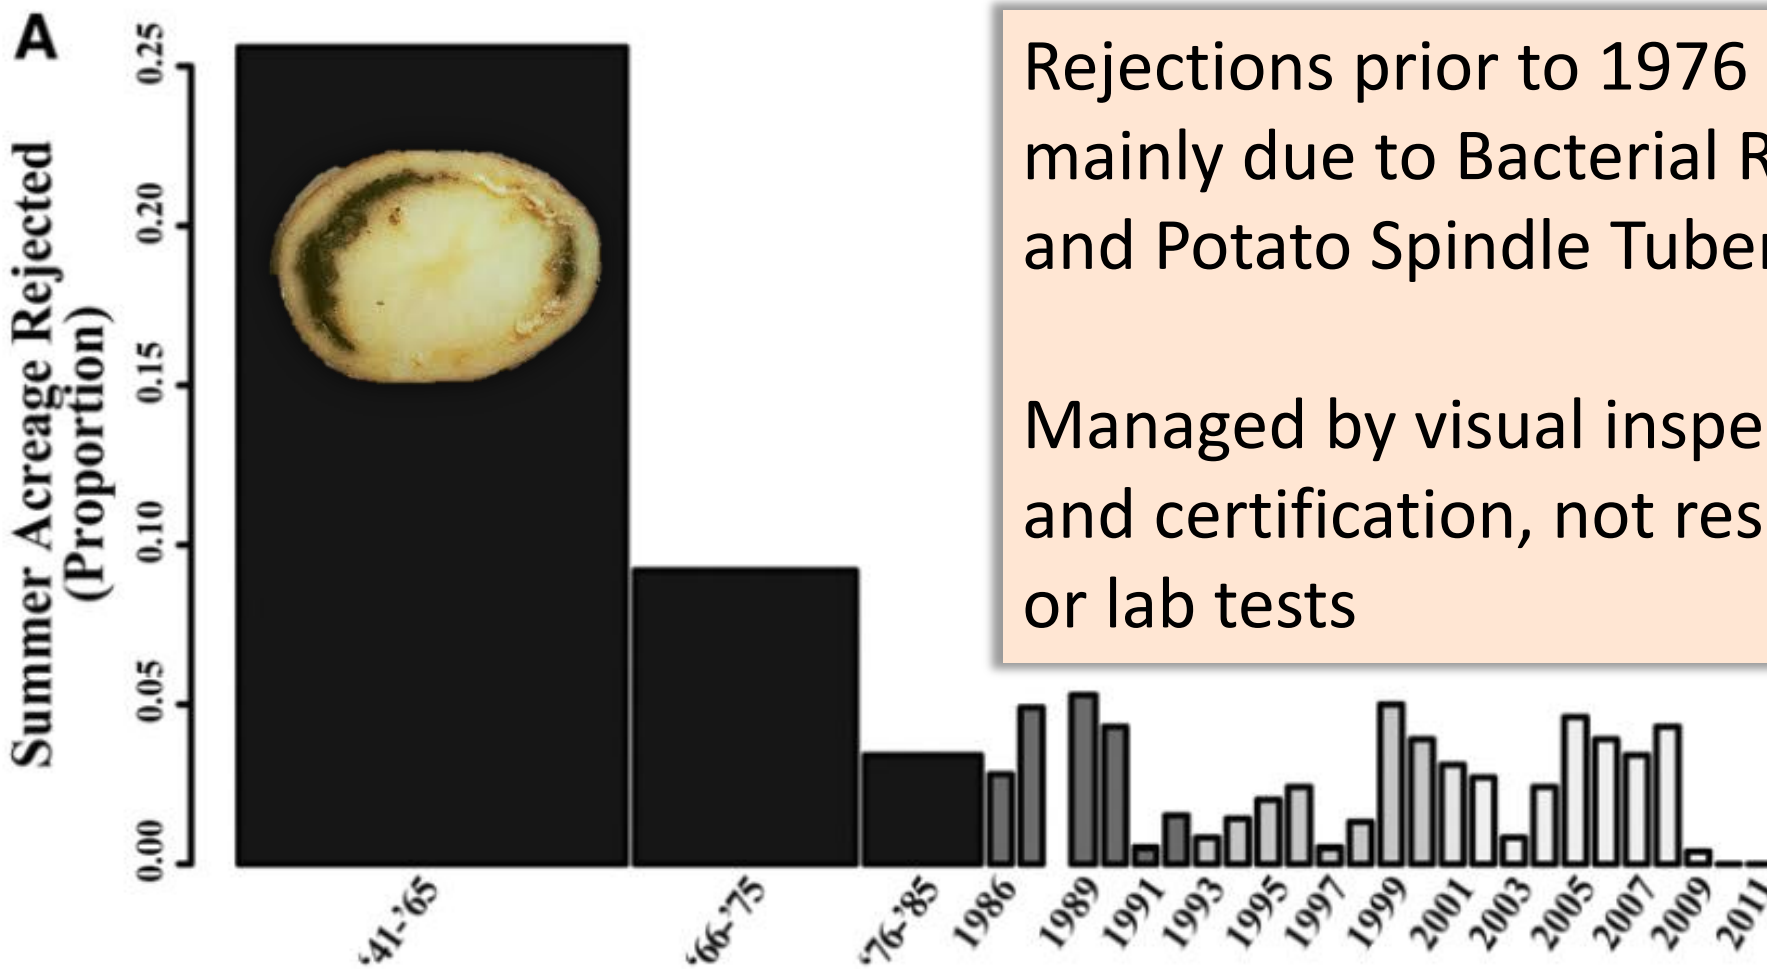 A
Summer Acreage Rejected
(Proportion)
0.25
0.20
0.15
0.10
0.05
0.00
Rejections prior to 1976
mainly due to Bacterial R
and Potato Spindle Tuber
Managed by visual inspe
and certification, not res
or lab tests
‘41-’65
‘66-’75
‘76-’85
1986
1989
1991
1993
1995
1997
1999
2001
2003
2005
2007
2009
2011